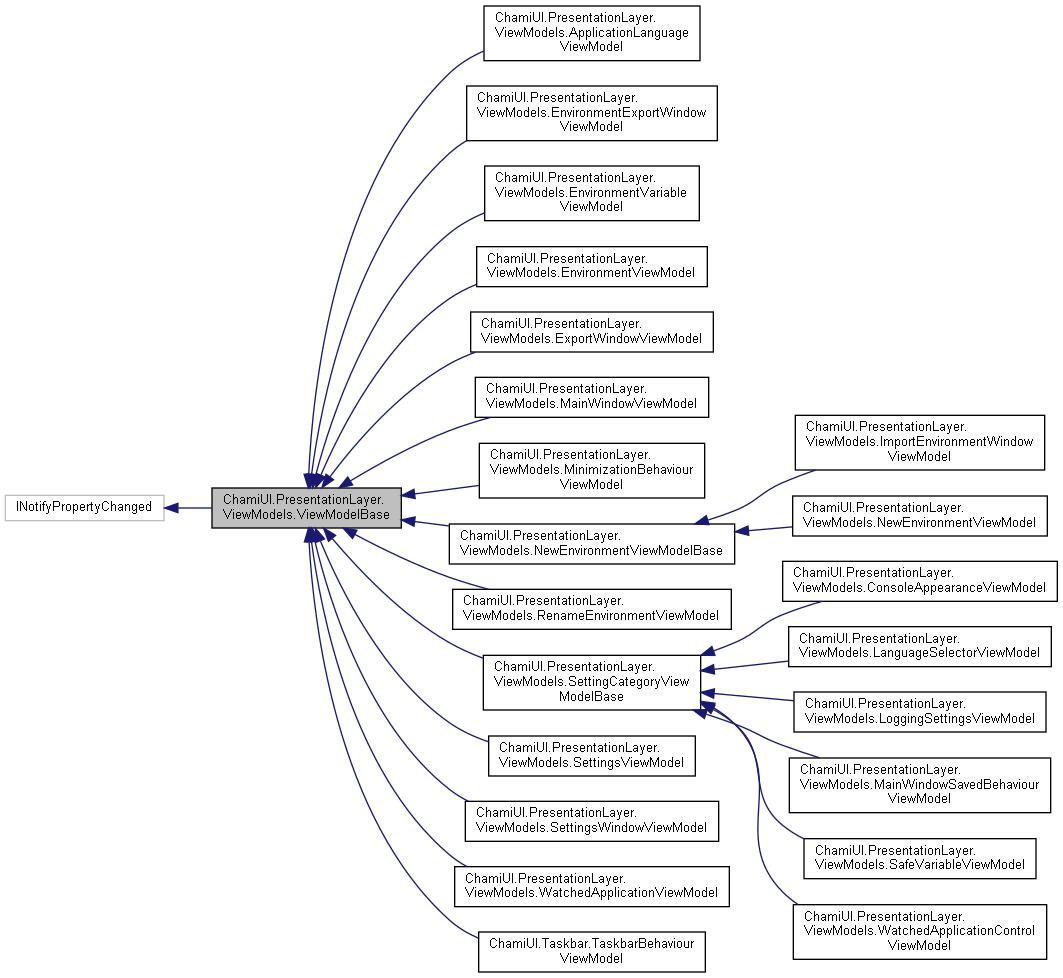 ChamiUI.PresentationLayer.
ViewModels.ApplicationLanguage
ViewModel
ChamiUI.PresentationLayer.
ViewModels.EnvironmentExportWindow
ViewModel
ChamiUI.PresentationLayer.
ViewModels.EnvironmentVariable
ViewModel
ChamiUI.PresentationLayer.
ViewModels.EnvironmentViewModel
ChamiUI.PresentationLayer.
ViewModels.ExportWindowViewModel
ChamiUI.PresentationLayer.
ViewModels.MainWindowViewModel
ChamiUI.PresentationLayer.
ViewModels.MinimizationBehaviour
ViewModel
INotifyPropertyChanged
ChamiUI.PresentationLayer.
ViewModels.ViewModelBase
ChamiUI.PresentationLayer.
ViewModels.NewEnvironmentViewModelBase
ChamiUI.PresentationLayer.
ViewModels.ImportEnvironmentWindow
ViewModel
ChamiUI.PresentationLayer.
ViewModels.NewEnvironmentViewModel
ChamiUI.PresentationLayer.
ViewModels.RenameEnvironmentViewModel
ChamiUI.PresentationLayer.
ViewModels.SettingCategoryView
ModelBase
ChamiUI.PresentationLayer.
ViewModels.ConsoleAppearanceViewModel
ChamiUI.PresentationLayer.
ViewModels.LanguageSelectorViewModel
ChamiUI.PresentationLayer.
ViewModels.LoggingSettingsViewModel
ChamiUI.PresentationLayer.
ViewModels.MainWindowSavedBehaviour
ViewModel
ChamiUI.PresentationLayer.
ViewModels.SafeVariableViewModel
ChamiUI.PresentationLayer.
ViewModels.WatchedApplicationControl
ViewModel
ChamiUI.PresentationLayer.
ViewModels.SettingsViewModel
ChamiUI.PresentationLayer.
ViewModels.SettingsWindowViewModel
ChamiUI.PresentationLayer.
ViewModels.WatchedApplicationViewModel
ChamiUI.Taskbar.TaskbarBehaviour
ViewModel